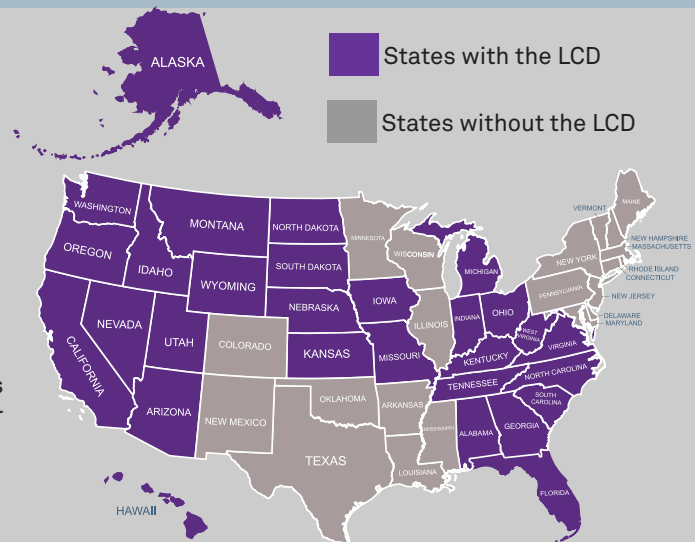 ALASKA
States with the LCD
States without the LCD
WASHINGTON
MONTANA
NORTH DAKOTA
MINNESOTA
VERMONT
MAINE
OREGON
IDAHO
WYOMING
SOUTH DAKOTA
WISCONSIN
MICHIGAN
NEW YORK
NEW HAMPSHIRE
MASSACHUSETTS
RHODE ISLAND
CONNECTICUT
NEBRASKA
IOWA
PENNSYLVANIA
NEW JERSEY
NEVADA
UTAH
COLORADO
KANSAS
MISSOURI
ILLINOIS
INDIANA
OHIO
WEST
VIRGINIA
DELAWARE
MARYLAND
CALIFORNIA
KENTUCKY
VIRGINIA
ARIZONA
NEW MEXICO
OKLAHOMA
ARKANSAS
TENNESSEE
NORTH CAROLINA
SOUTH
CAROLINA
TEXAS
LOUISIANA
MISSISSIPPI
ALABAMA
GEORGIA
FLORIDA
HAWAII